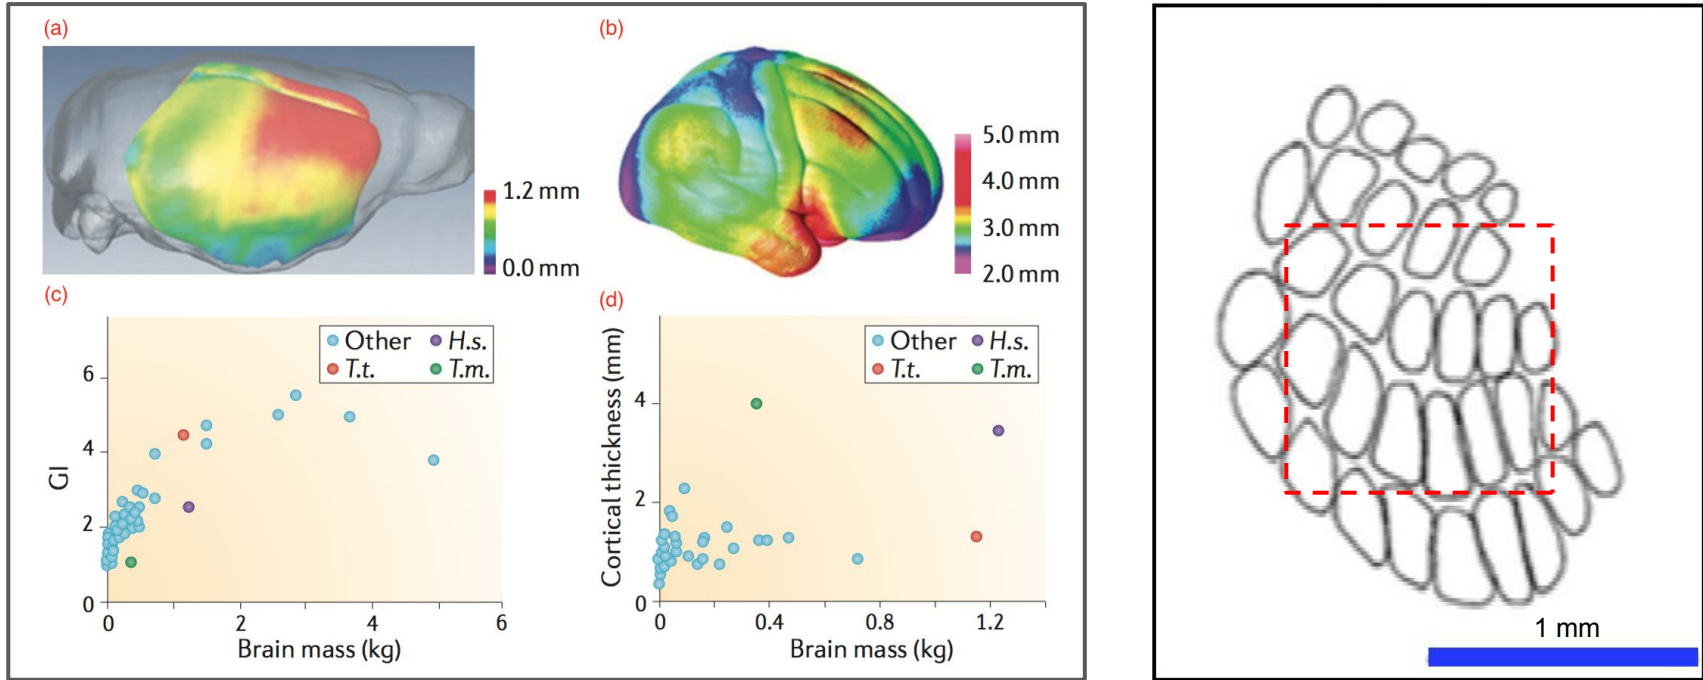 (a)
1.2 mm
0.0 mm
(b)
5.0 mm
4.0 mm
3.0 mm
2.0 mm
(c)
GI
6
4
2
0
Other
H.s.
T.t.
T.m.
0
2
4
6
Brain mass (kg)
(d)
Cortical thickness (mm)
4
2
0
Other
H.s.
T.t.
T.m.
0
0.4
0.8
1.2
Brain mass (kg)
1 mm